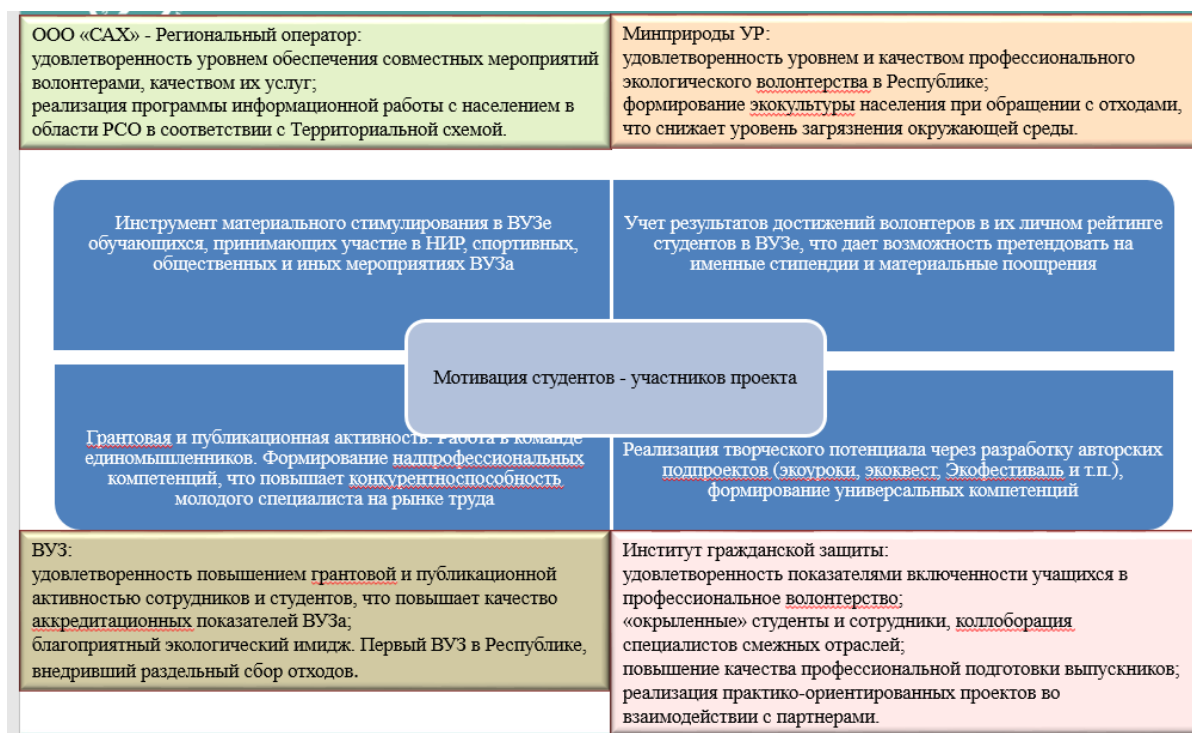 ООО «САХ» - Региональный оператор:
удовлетворенность уровнем обеспечения совместных мероприятий
волонтерами, качеством их услуг;
реализация программы информационной работы с населением в
области РСО в соответствии с Территориальной схемой.
Минприроды УР:
удовлетворенность уровнем и качеством профессионального
экологического волонтерства в Республике;
формирование экокультуры населения при обращении с отходами,
что снижает уровень загрязнения окружающей среды.
Инструмент материального стимулирования в ВУЗе
обучающихся, принимающих участие в НИР, спортивных,
общественных и иных мероприятиях ВУЗа
Учет результатов достижений волонтеров в их личном рейтинге
студентов в ВУЗе, что дает возможность претендовать на
именные стипендии и материальные поощрения
Мотивация студентов - участников проекта
Грантовая и публикационная активность. Работа в команде
единомышленников. Формирование надпрофессиональных
компетенций, что повышает конкурентноспособность
молодого специалиста на рынке труда
Реализация творческого потенциала через разработку авторских
подпроектов (экоуроки, экоквест, Экофестиваль и т.п.),
формирование универсальных компетенций
ВУЗ:
удовлетворенность повышением грантовой и публикационной
активностью сотрудников и студентов, что повышает качество
аккредитационных показателей ВУЗа;
благоприятный экологический имидж. Первый ВУЗ в Республике,
внедривший раздельный сбор отходов.
Институт гражданской защиты:
удовлетворенность показателями включенности учащихся в
профессиональное волонтерство;
«окрыленные» студенты и сотрудники, коллоборация
специалистов смежных отраслей;
повышение качества профессиональной подготовки выпускников;
реализация практико-ориентированных проектов во
взаимодействии с партнерами.